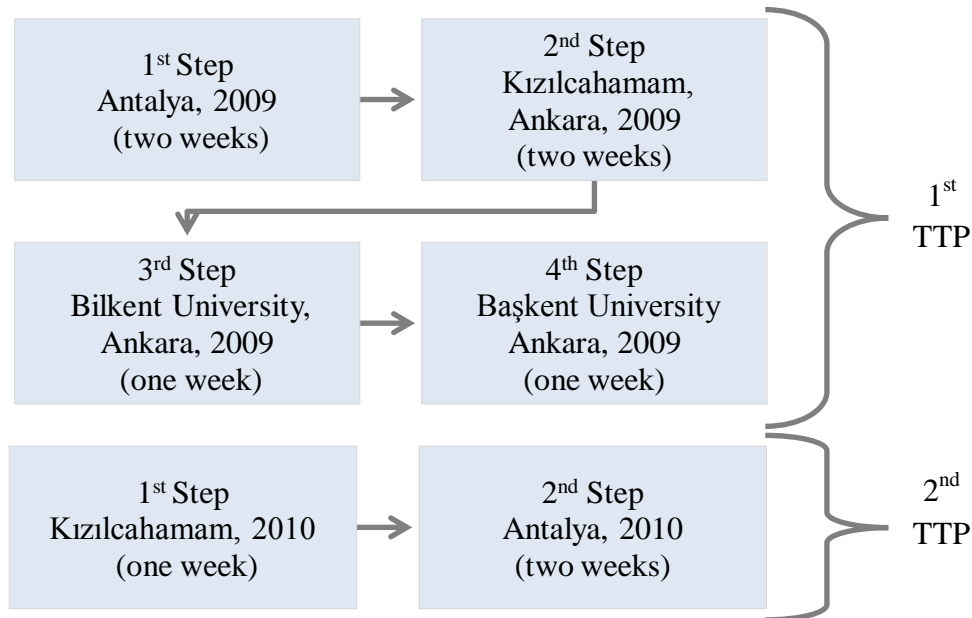 1st Step
Antalya, 2009
(two weeks)
2nd Step
Kızılcahamam,
Ankara, 2009
(two weeks)
3rd Step
Bilkent University,
Ankara, 2009
(one week)
4th Step
Başkent University
Ankara, 2009
(one week)
1st
TTP
1st Step
Kızılcahamam, 2010
(one week)
2nd Step
Antalya, 2010
(two weeks)
2nd
TTP